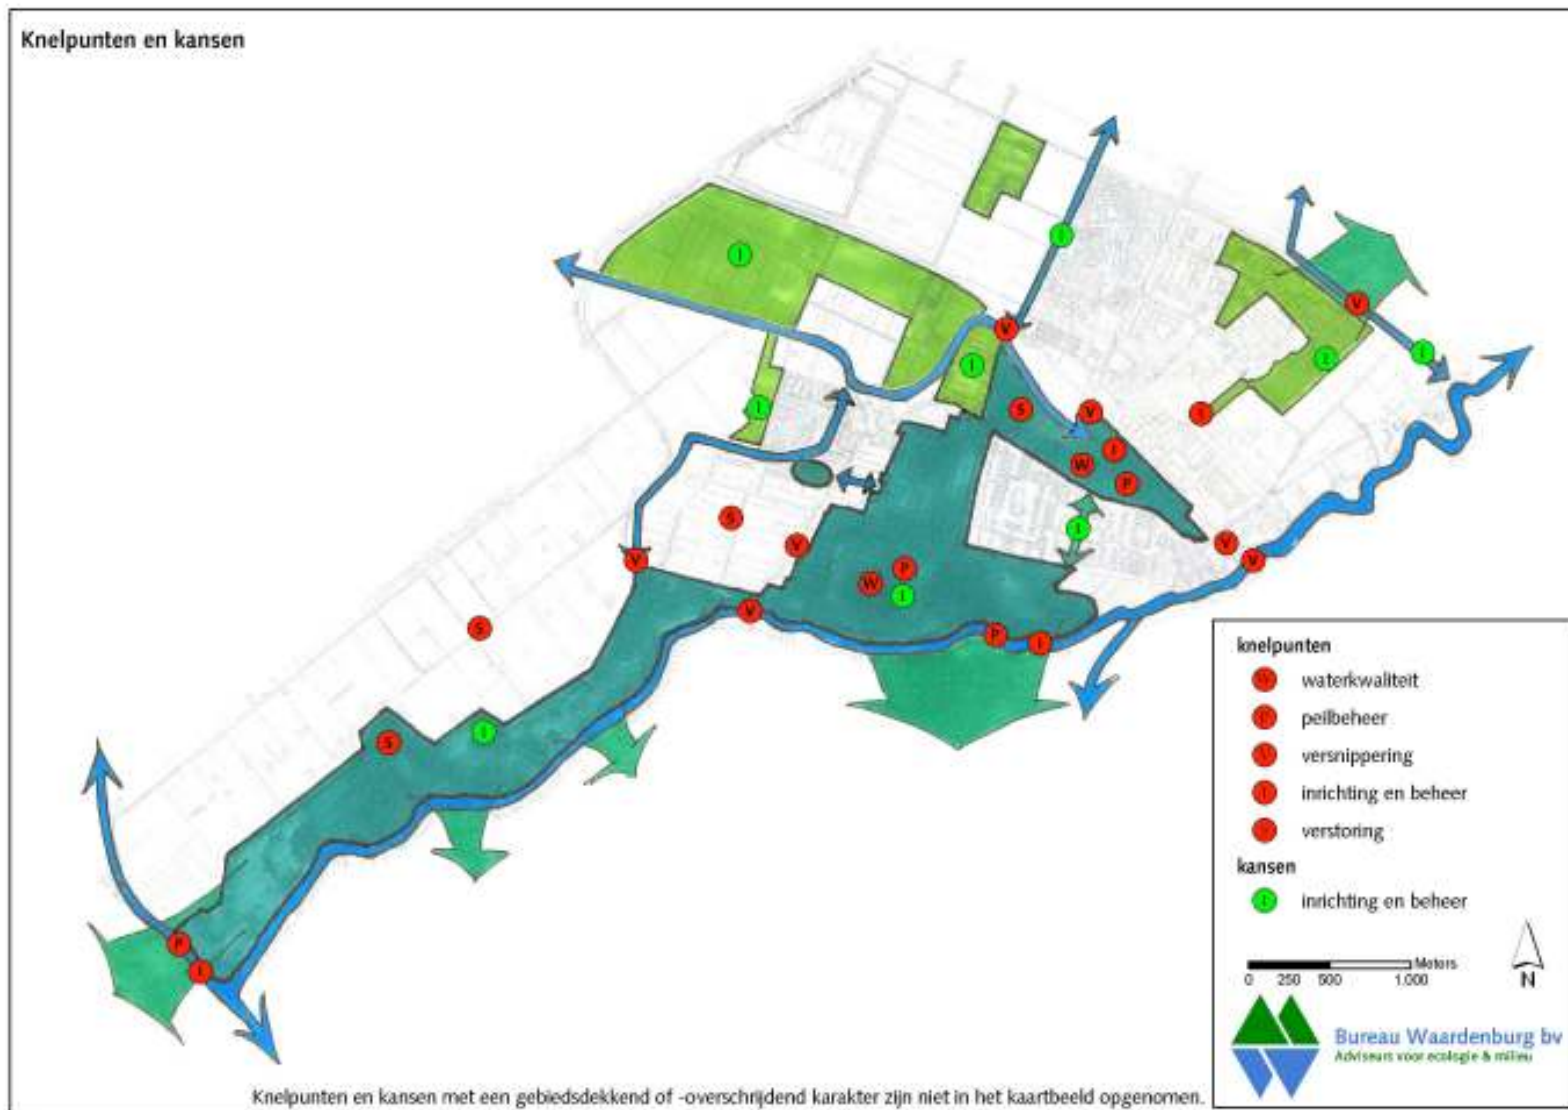 Knelpunten en kansen
I
I
V
V
I
I
I
I
S
V
I
I
W
P
I
S
V
V
V
V
P
W
I
V
S
P
I
S
I
P
I
knelpunten
W waterkwaliteit
P peilbeheer
V versnippering
I inrichting en beheer
verstoring
kansen
I inrichting en beheer
Meters
0 250 500 1.000
N
Bureau Waardenburg bv
Adviseurs voor ecologie & milieu
Knelpunten en kansen met een gebiedsdekkend of -overschrijdend karakter zijn niet in het kaartbeeld opgenomen.